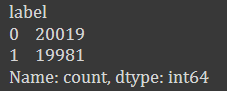 label
0 20019
1 19981
Name: count, dtype: int64